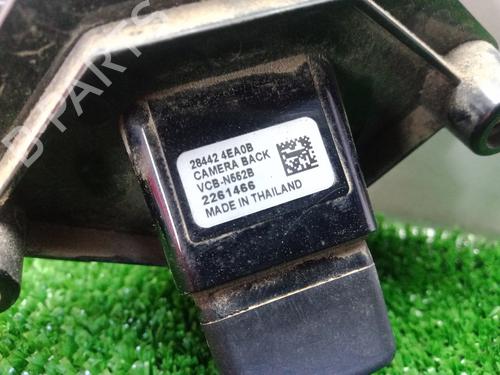 B-PARTS
28442 4EA0B
CAMERA BACK
VCB-N552B
2261466
MADE IN THAILAND